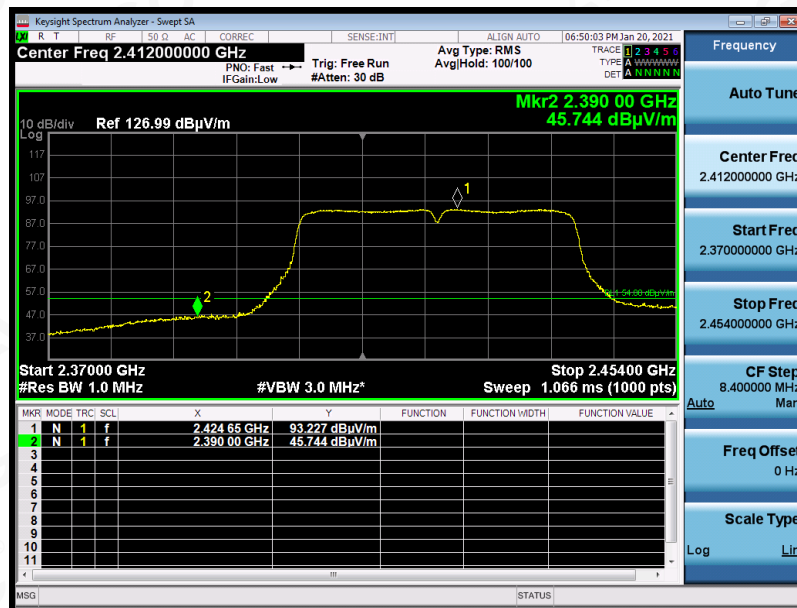 Keysight Spectrum Analyzer - Swept SA
LXI R T RF 50 Ω AC CORREC SENSE:INT ALIGN AUTO 06:50:03 PM Jan 20, 2021
Center Freq 2.412000000 GHz
PNO: Fast
IFGain:Low
Trig: Free Run
#Atten: 30 dB
Avg Type: RMS
Avg|Hold: 100/100
TRACE 1 2 3 4 5 6
TYPE A WWWWW
DET A N N N N N
Mkr2 2.390 00 GHz
45.744 dBµV/m
10 dB/div Ref 126.99 dBµV/m
Log
117
107
97.0
87.0
77.0
67.0
57.0
47.0
37.0
1
2
DL1 54.00 dBµV/m
Start 2.37000 GHz Stop 2.45400 GHz
#Res BW 1.0 MHz #VBW 3.0 MHz* Sweep 1.066 ms (1000 pts)
MKR MODE TRC SCL X Y FUNCTION FUNCTION WIDTH FUNCTION VALUE
1 N 1 f 2.424 65 GHz 93.227 dBµV/m
2 N 1 f 2.390 00 GHz 45.744 dBµV/m
3
4
5
6
7
8
9
10
11
MSG STATUS
Frequency
Auto Tune
Center Freq
2.412000000 GHz
Start Freq
2.370000000 GHz
Stop Freq
2.454000000 GHz
CF Step
8.400000 MHz
Auto Man
Freq Offset
0 Hz
Scale Type
Log Lin